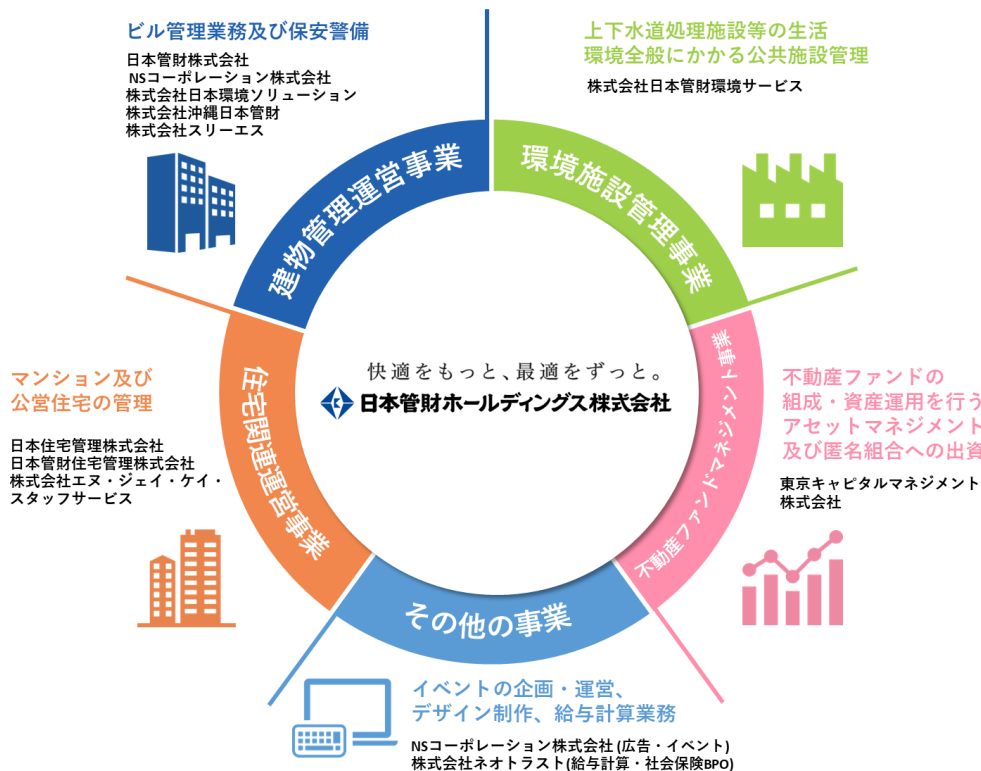 ビル管理業務及び保安警備
日本管財株式会社
NSコーポレーション株式会社
株式会社日本環境ソリューション
株式会社沖縄日本管財
株式会社スリーエス
上下水道処理施設等の生活
環境全般にかかる公共施設管理
株式会社日本管財環境サービス
建物管理運営事業
環境施設管理事業
快適をもっと、最適をずっと。
日本管財ホールディングス株式会社
マンション及び
公営住宅の管理
日本住宅管理株式会社
日本管財住宅管理株式会社
株式会社エヌ・ジェイ・ケイ・
スタッフサービス
住宅関連運営事業
不動産ファンドマネジメント事業
不動産ファンドの
組成・資産運用を行う
アセットマネジメント
及び匿名組合への出資
東京キャピタルマネジメント
株式会社
その他の事業
イベントの企画・運営、
デザイン制作、給与計算業務
NSコーポレーション株式会社 (広告・イベント)
株式会社ネオトラスト(給与計算・社会保険BPO)